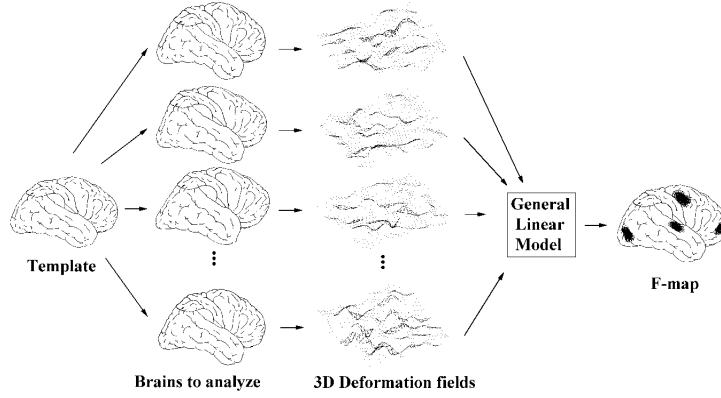 General
Linear
Model
Template
F-map
Brains to analyze
3D Deformation fields